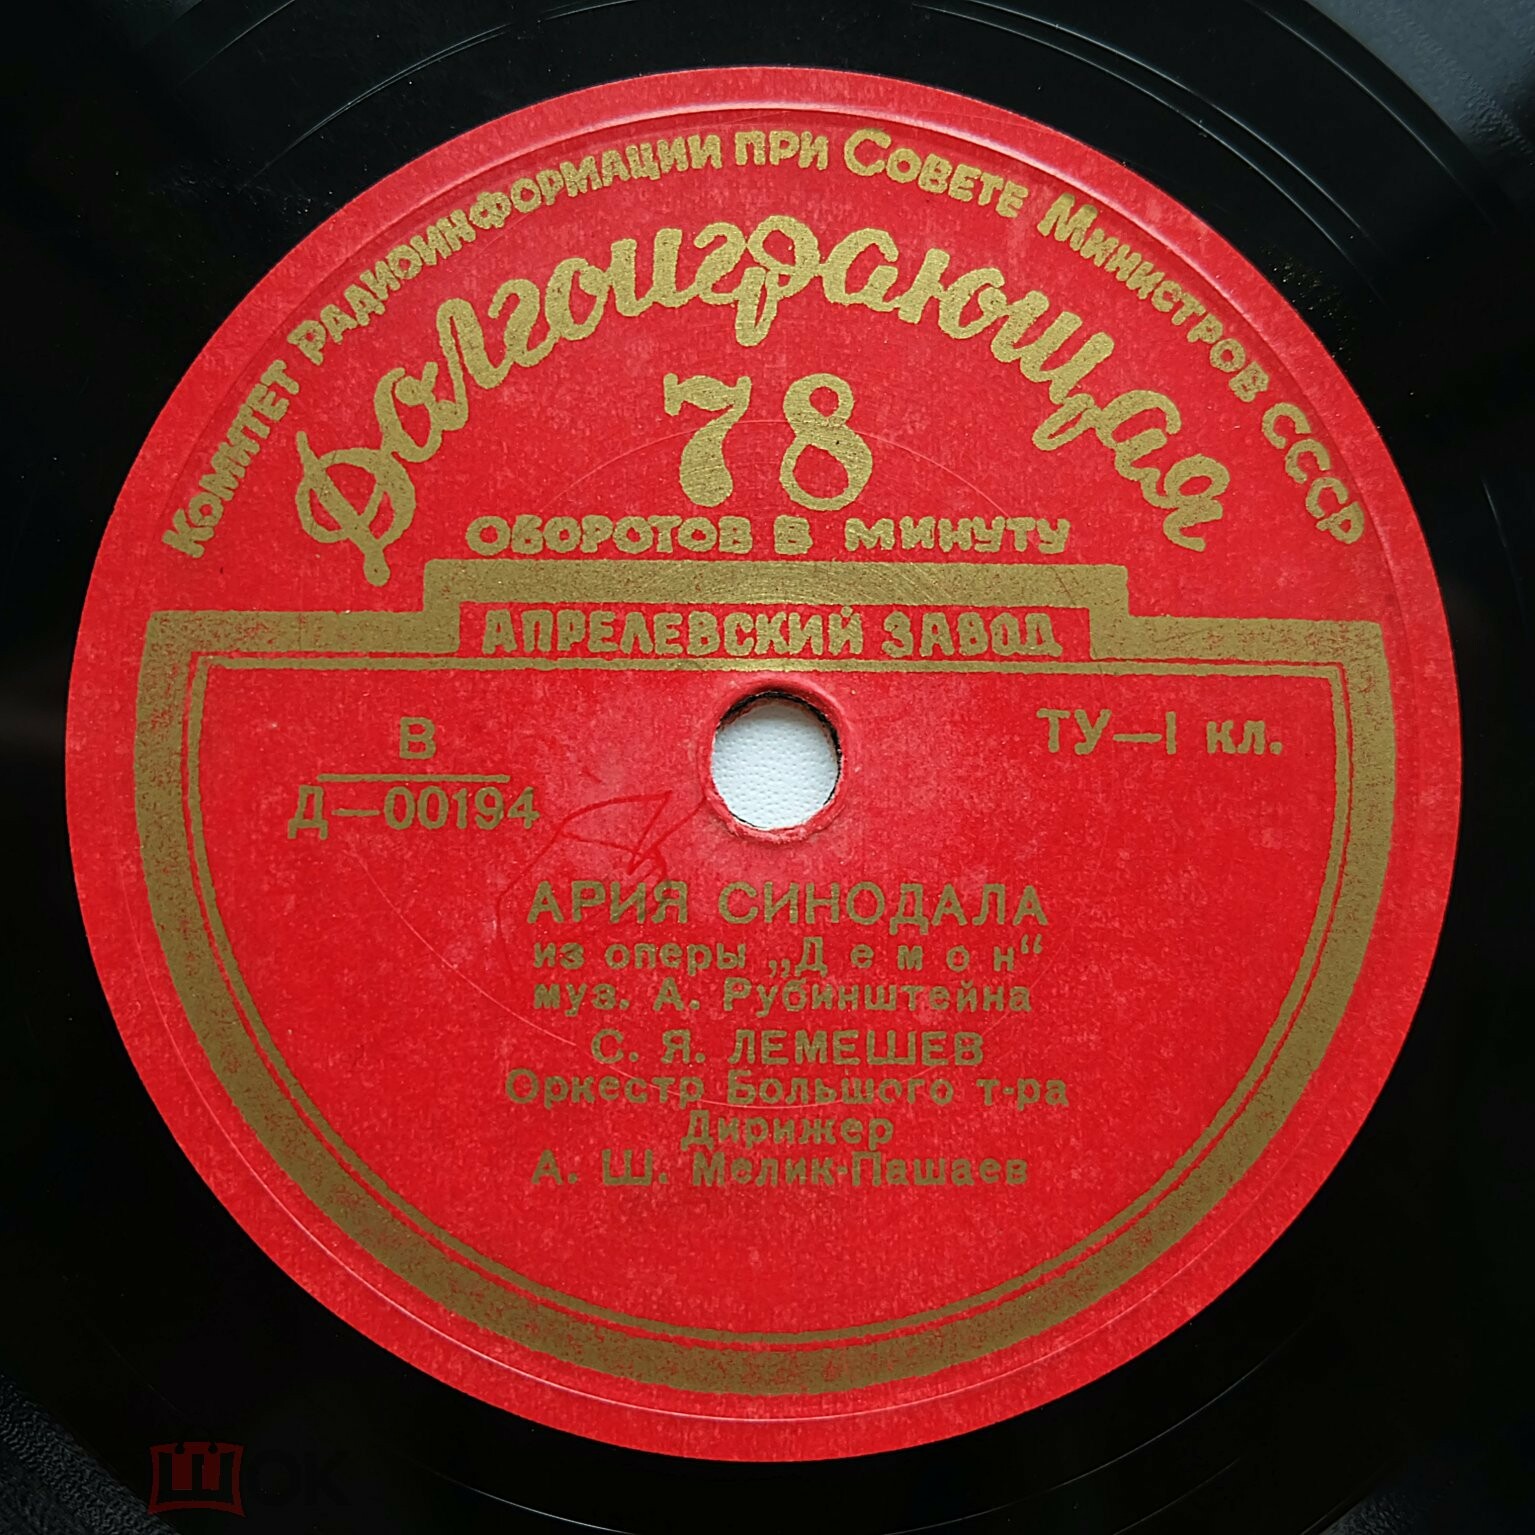 Комитет Радиоинформации при Совете Министров СССР
Долгоиграющая
78
ОБОРОТОВ В МИНУТУ
АПРЕЛЕВСКИЙ ЗАВОД
В
Д—00194
ТУ—I кл.
АРИЯ СИНОДАЛА
из оперы „Демон“
муз. А. Рубинштейна
С. Я. ЛЕМЕШЕВ
Оркестр Большого т-ра
Дирижер
А. Ш. Мелик-Пашаев
ШОК